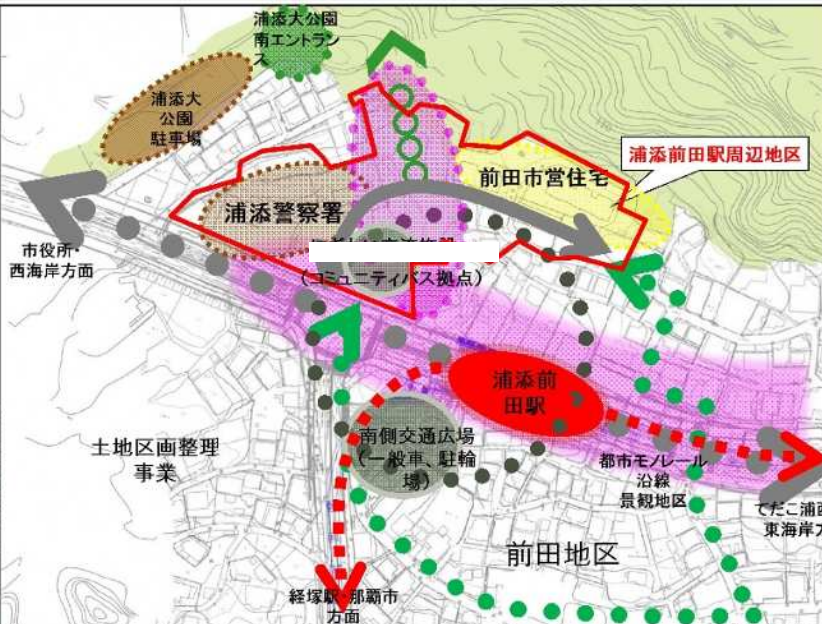 浦添大公園
南エントラン
ス
浦添大
公園
駐車場
浦添前田駅周辺地区
前田市営住宅
浦添警察署
市役所・
西海岸方面
(コミュニティバス拠点)
浦添前
田駅
南側交通広場
(一般車、駐輪
場)
土地区画整理
事業
都市モノレール
沿線
景観地区
てだこ浦西
東海岸方
前田地区
経塚駅・那覇市
方面